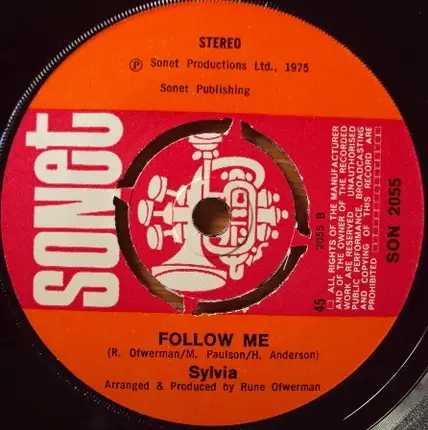 STEREO
℗ Sonet Productions Ltd., 1975
Sonet Publishing
sonet
45
2055 B
ALL RIGHTS OF THE MANUFACTURER
AND OF THE OWNER OF THE RECORDED
WORK ARE RESERVED UNAUTHORISED
PUBLIC PERFORMANCE, BROADCASTING
AND COPYING OF THIS RECORD ARE
PROHIBITED
SON 2055
FOLLOW ME
(R. Ofwerman/M. Paulson/H. Anderson)
Sylvia
Arranged & Produced by Rune Ofwerman